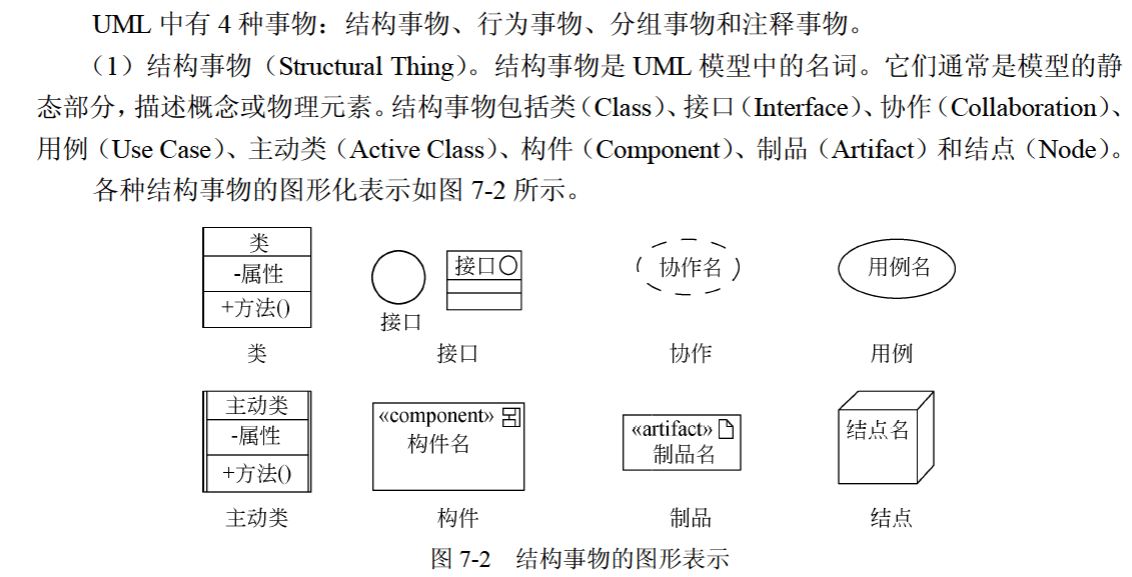 UML 中有 4 种事物：结构事物、行为事物、分组事物和注释事物。
（1）结构事物（Structural Thing）。结构事物是 UML 模型中的名词。它们通常是模型的静
态部分，描述概念或物理元素。结构事物包括类（Class）、接口（Interface）、协作（Collaboration）、
用例（Use Case）、主动类（Active Class）、构件（Component）、制品（Artifact）和结点（Node）。
各种结构事物的图形化表示如图 7-2 所示。
类
-属性
+方法()
类
接口
接口
接口
协作名
协作
用例名
用例
主动类
-属性
+方法()
主动类
«component»
构件名
构件
«artifact»
制品名
制品
结点名
结点
图 7-2 结构事物的图形表示